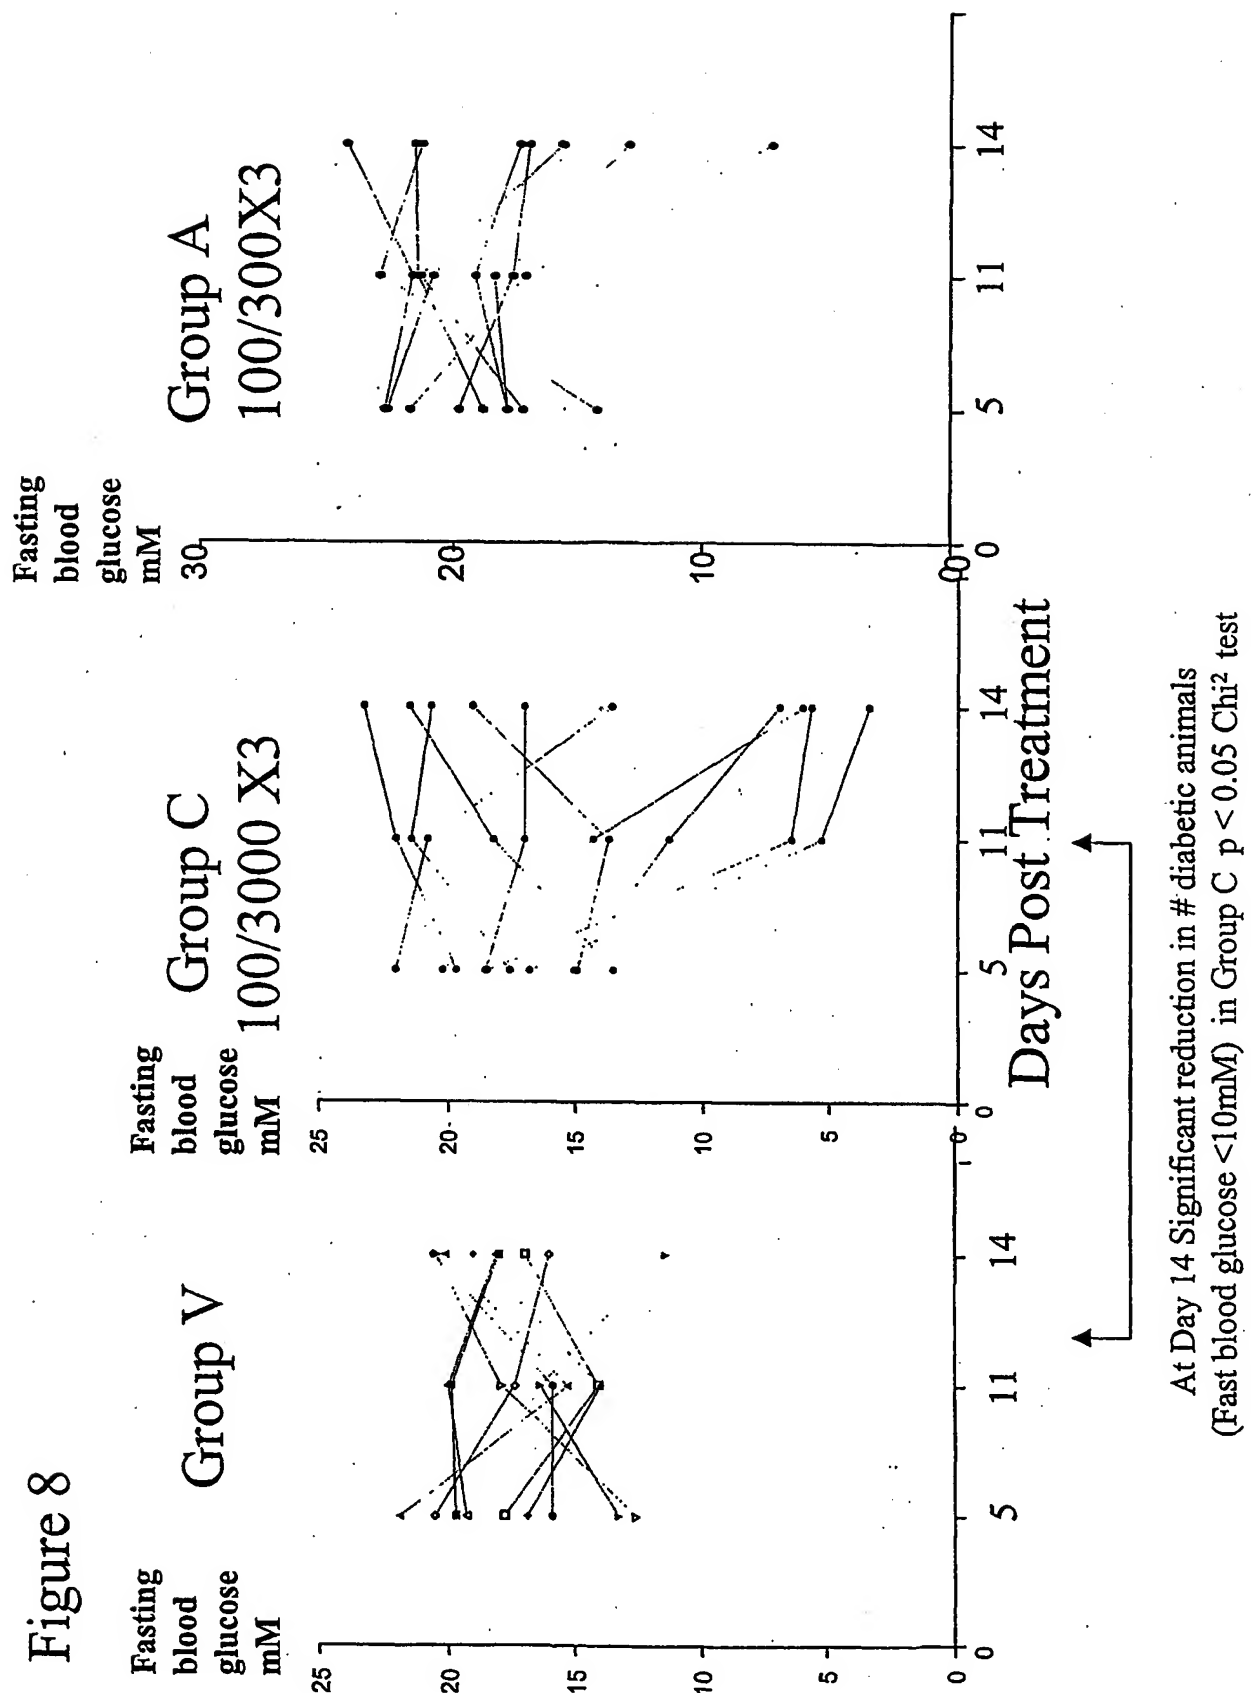 Figure 8
Fasting
blood
glucose
mM
Group V
25
20
15
10
5
0
0
5
11
14
Fasting
blood
glucose
mM
Group C
100/3000 X3
25
20
15
10
5
0
0
5
11
14
Fasting
blood
glucose
mM
Group A
100/300X3
30
20
10
0
0
5
11
14
Days Post Treatment
At Day 14 Significant reduction in # diabetic animals
(Fast blood glucose <10mM) in Group C p < 0.05 Chi² test